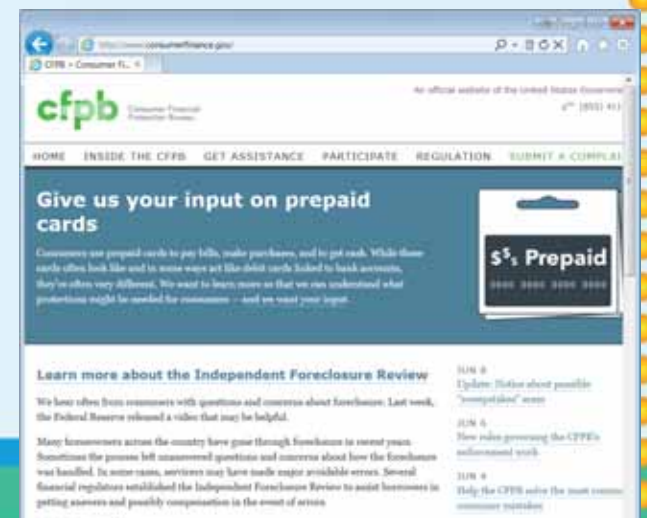 www.consumerfinance.gov/
CFPB > Consumer Fi...
An official website of the United States
cfpb Consumer Financial
Protection Bureau
(855) 411
HOME INSIDE THE CFPB GET ASSISTANCE PARTICIPATE REGULATION SUBMIT A COMPLAI
Give us your input on prepaid
cards
Consumers use prepaid cards to pay bills, make purchases, and to get cash. While these
cards often look like and in some ways act like debit cards linked to bank accounts,
they're often very different. We want to learn more so that we can understand what
protections might be needed for consumers – and we want your input.
$$$ Prepaid
Learn more about the Independent Foreclosure Review
We hear often from consumers with questions and concerns about foreclosure. Last week,
the Federal Reserve released a video that may be helpful.
Many homeowners across the country have gone through foreclosure in recent years.
Sometimes the process left unanswered questions and concerns about how the foreclosure
was handled. In some cases, servicers may have made major avoidable errors. Several
financial regulators established the Independent Foreclosure Review to assist borrowers in
getting answers and possibly compensation in the event of errors
JUN 8
Update: Notice about possible
"sweepstakes" scam
JUN 6
New rules governing the CFPB's
enforcement work
JUN 4
Help the CFPB solve the most
consumer mistakes